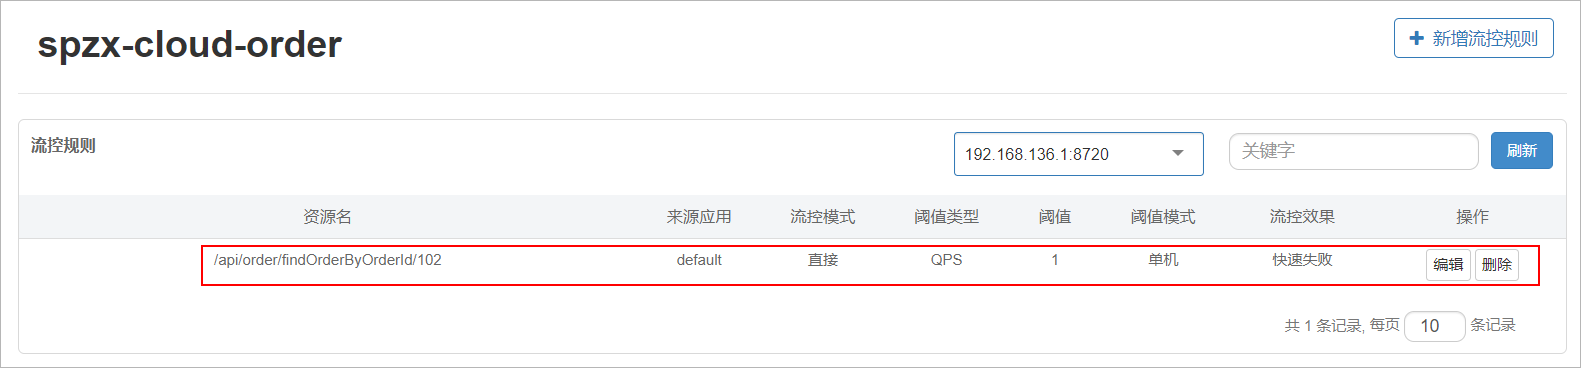 spzx-cloud-order
新增流控规则
流控规则
192.168.136.1:8720 关键字 刷新
资源名 来源应用 流控模式 阈值类型 阈值 阈值模式 流控效果 操作
/api/order/findOrderByOrderId/102 default 直接 QPS 1 单机 快速失败 编辑 删除
共 1 条记录, 每页 10 条记录